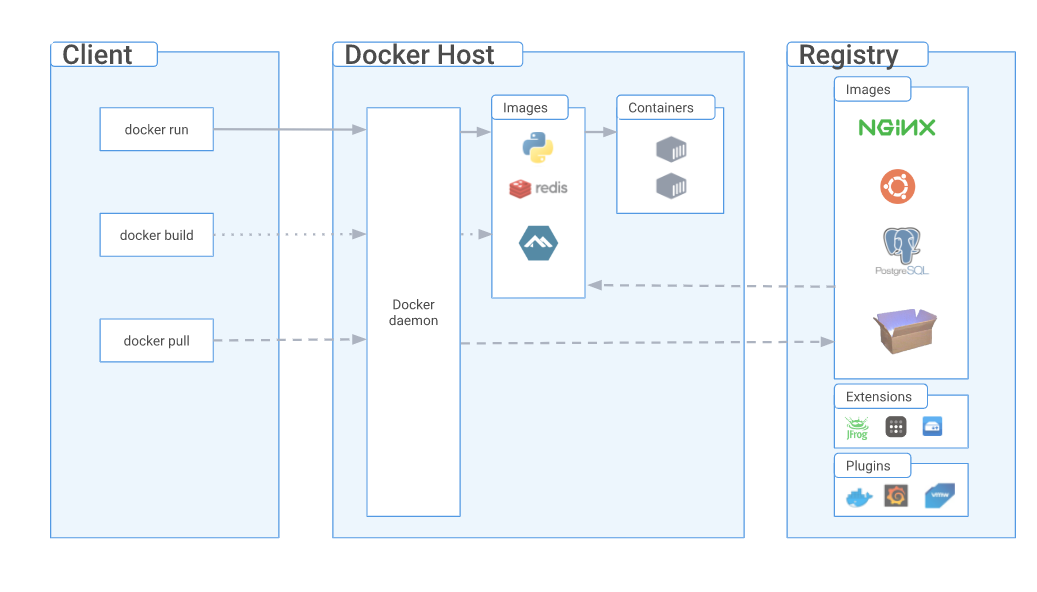 Client
docker run
docker build
docker pull
Docker Host
Docker
daemon
Images
redis
Containers
Registry
Images
NGINX
PostgreSQL
Extensions
JFrog
Plugins
vmw